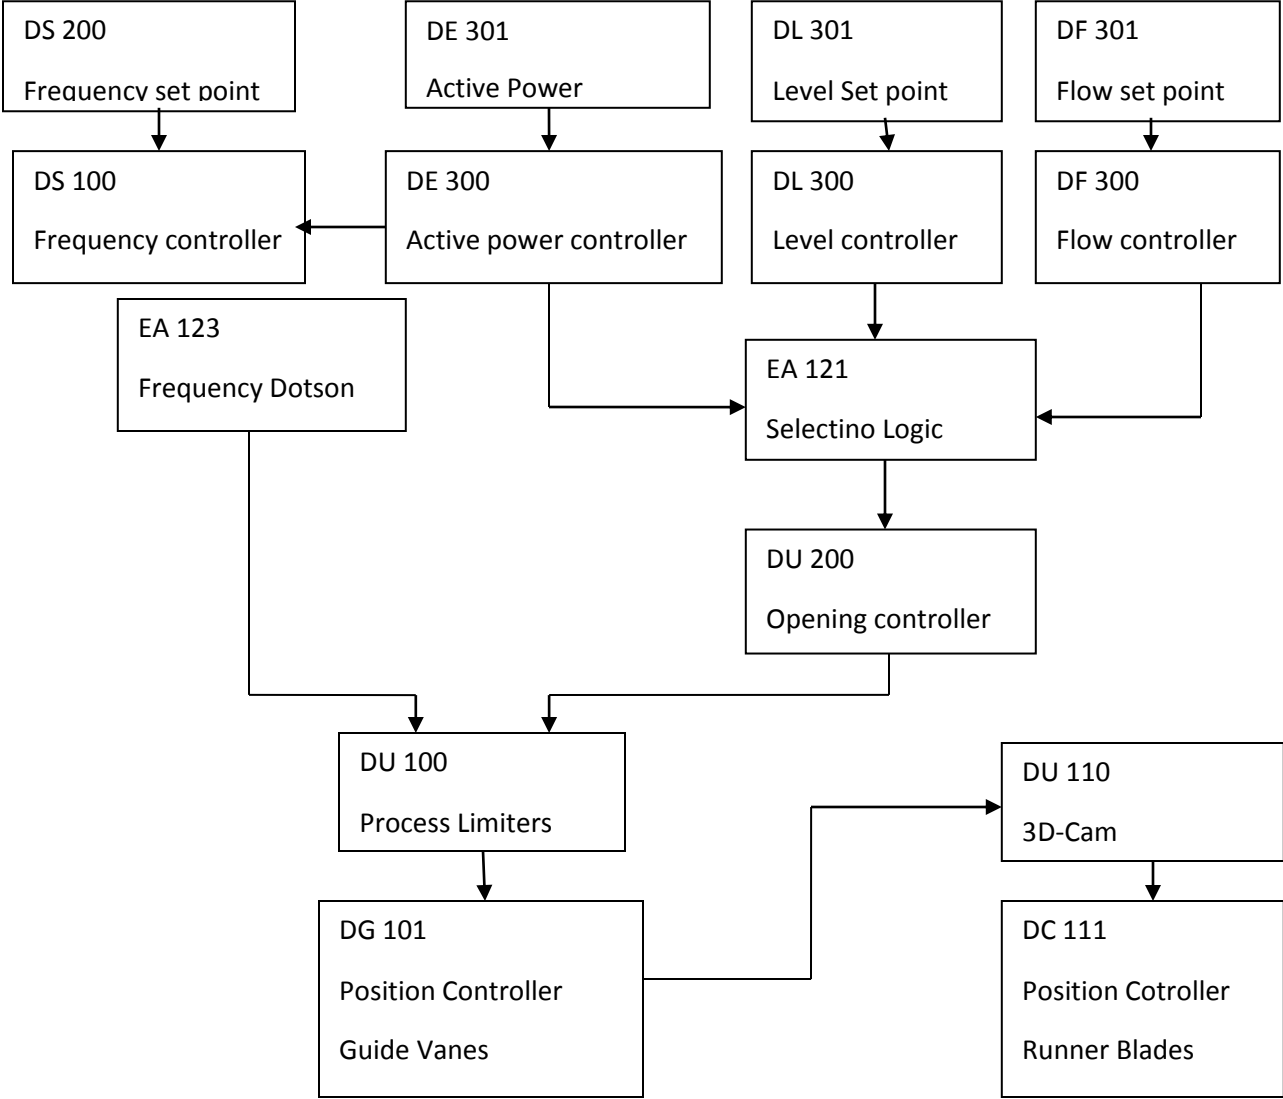 DS 200
Frequency set point
DE 301
Active Power
DL 301
Level Set point
DF 301
Flow set point
DS 100
Frequency controller
DE 300
Active power controller
DL 300
Level controller
DF 300
Flow controller
EA 123
Frequency Dotson
EA 121
Selectino Logic
DU 200
Opening controller
DU 100
Process Limiters
DU 110
3D-Cam
DG 101
Position Controller
Guide Vanes
DC 111
Position Cotroller
Runner Blades